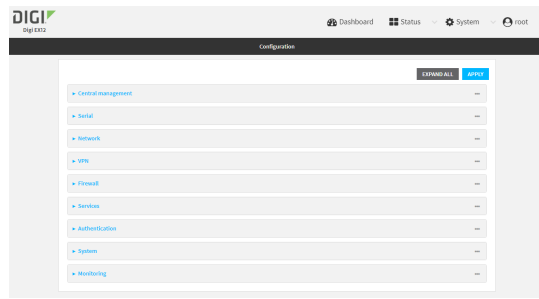 DIGI
Digi EX12
Dashboard Status System root
Configuration
EXPAND ALL APPLY
Central management
Serial
Network
VPN
Firewall
Services
Authentication
System
Monitoring